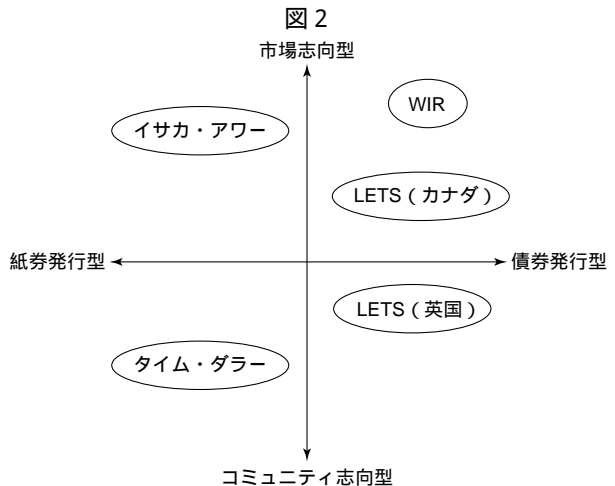 図2
市場志向型
WIR
イサカ・アワー
LETS(カナダ)
紙券発行型
債券発行型
LETS(英国)
タイム・ダラー
コミュニティ志向型